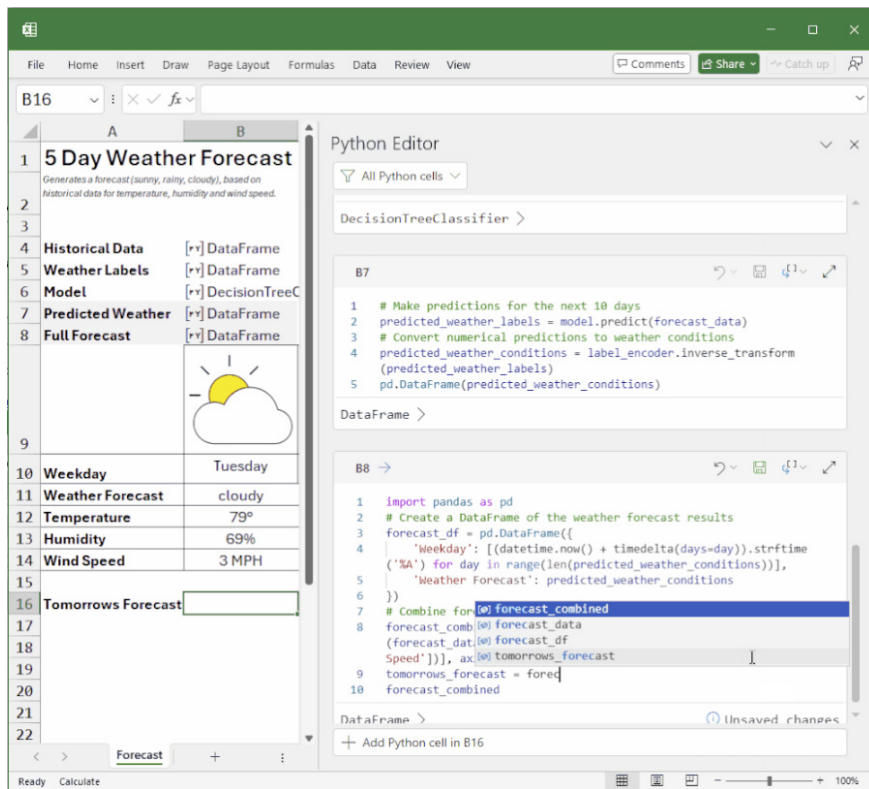 File Home Insert Draw Page Layout Formulas Data Review View Comments Share Catch up
B16 fx
A B
Python Editor
All Python cells
1 5 Day Weather Forecast
Generates a forecast (sunny, rainy, cloudy), based on
2 historical data for temperature, humidity and wind speed.
3
4 Historical Data [PY] DataFrame
5 Weather Labels [PY] DataFrame
6 Model [PY] DecisionTreeC
7 Predicted Weather [PY] DataFrame
8 Full Forecast [PY] DataFrame
9
10 Weekday Tuesday
11 Weather Forecast cloudy
12 Temperature 79°
13 Humidity 69%
14 Wind Speed 3 MPH
15
16 Tomorrows Forecast
17
18
19
20
21
22
DecisionTreeClassifier >
B7
1 # Make predictions for the next 10 days
2 predicted_weather_labels = model.predict(forecast_data)
3 # Convert numerical predictions to weather conditions
4 predicted_weather_conditions = label_encoder.inverse_transform
(predicted_weather_labels)
5 pd.DataFrame(predicted_weather_conditions)
DataFrame >
B8
1 import pandas as pd
2 # Create a DataFrame of the weather forecast results
3 forecast_df = pd.DataFrame({
4 'Weekday': [(datetime.now() + timedelta(days=day)).strftime
('%A') for day in range(len(predicted_weather_conditions))],
5 'Weather Forecast': predicted_weather_conditions
6 })
7 # Combine for
8 forecast_comb
(forecast_dat
Speed'])], ax
forecast_combined
forecast_data
forecast_df
tomorrows_forecast
9 tomorrows_forecast = forec
10 forecast_combined
DataFrame > Unsaved changes
+ Add Python cell in B16
Forecast +
Ready Calculate - + 100%